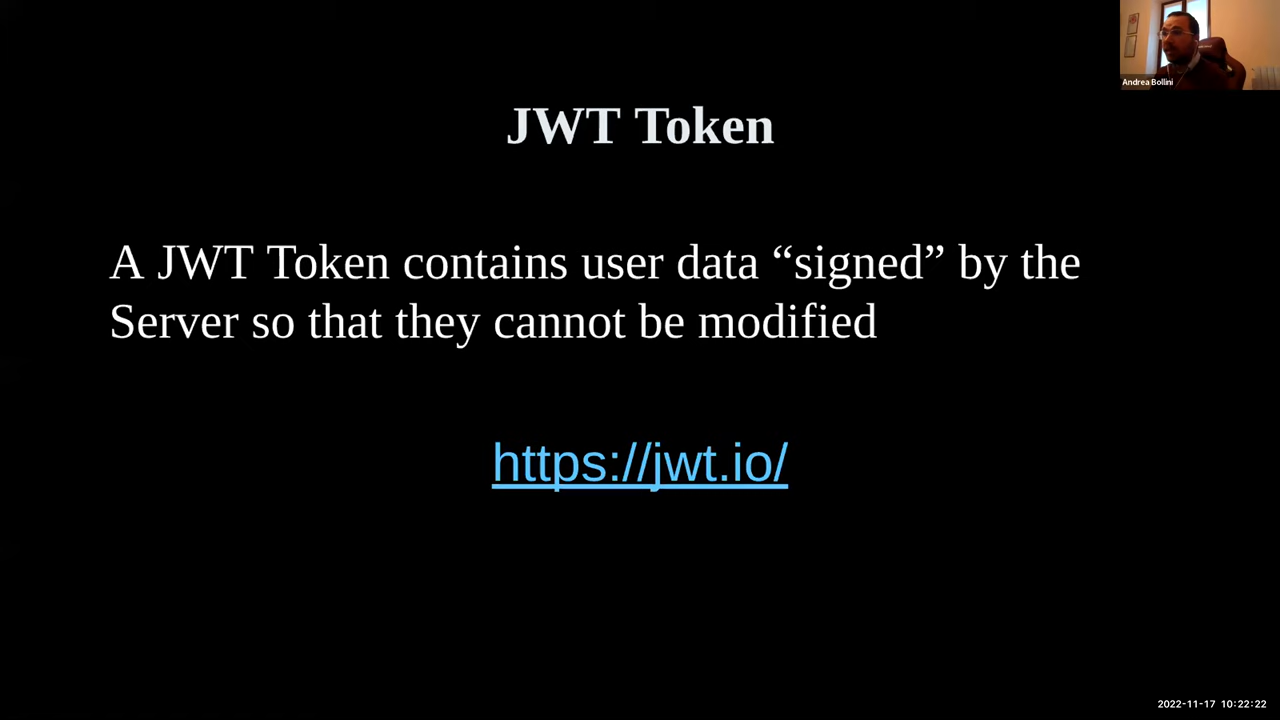 Andrea Bollini
JWT Token
A JWT Token contains user data “signed” by the
Server so that they cannot be modified
https://jwt.io/
2022-11-17 10:22:22